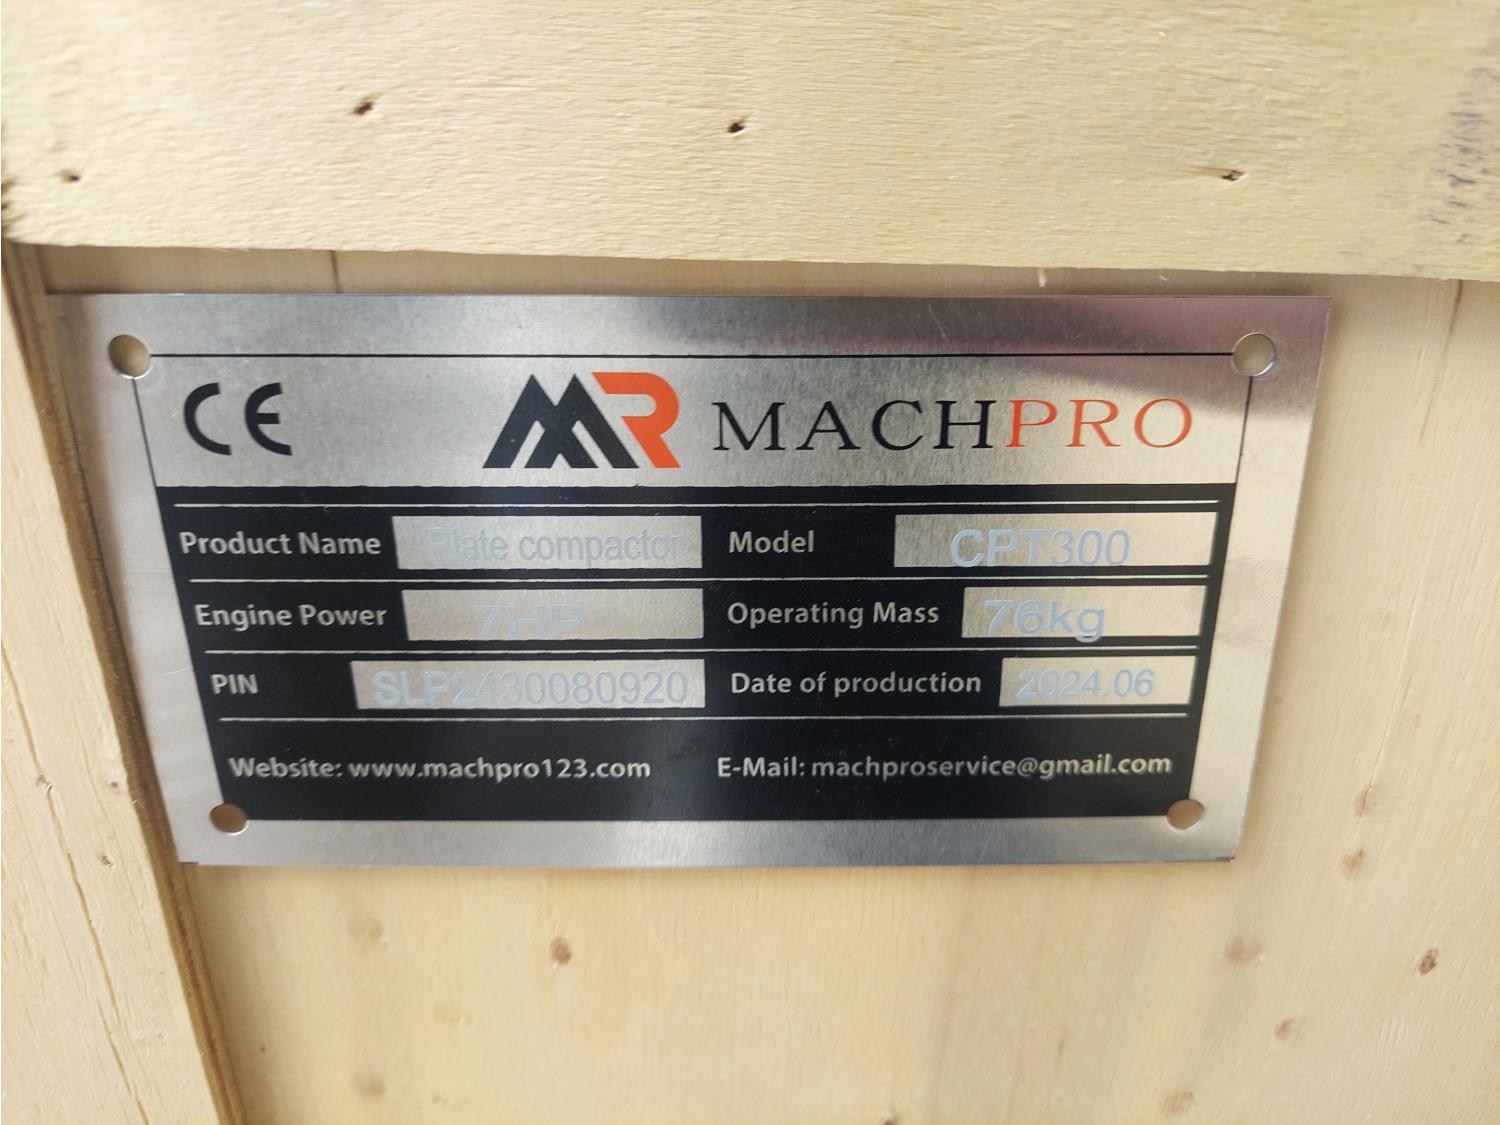 CE MR MACHPRO
Product Name Plate compactor Model CPT300
Engine Power 7HP Operating Mass 76kg
PIN SLP2430080920 Date of production 2024.06
Website: www.machpro123.com E-Mail: machproservice@gmail.com